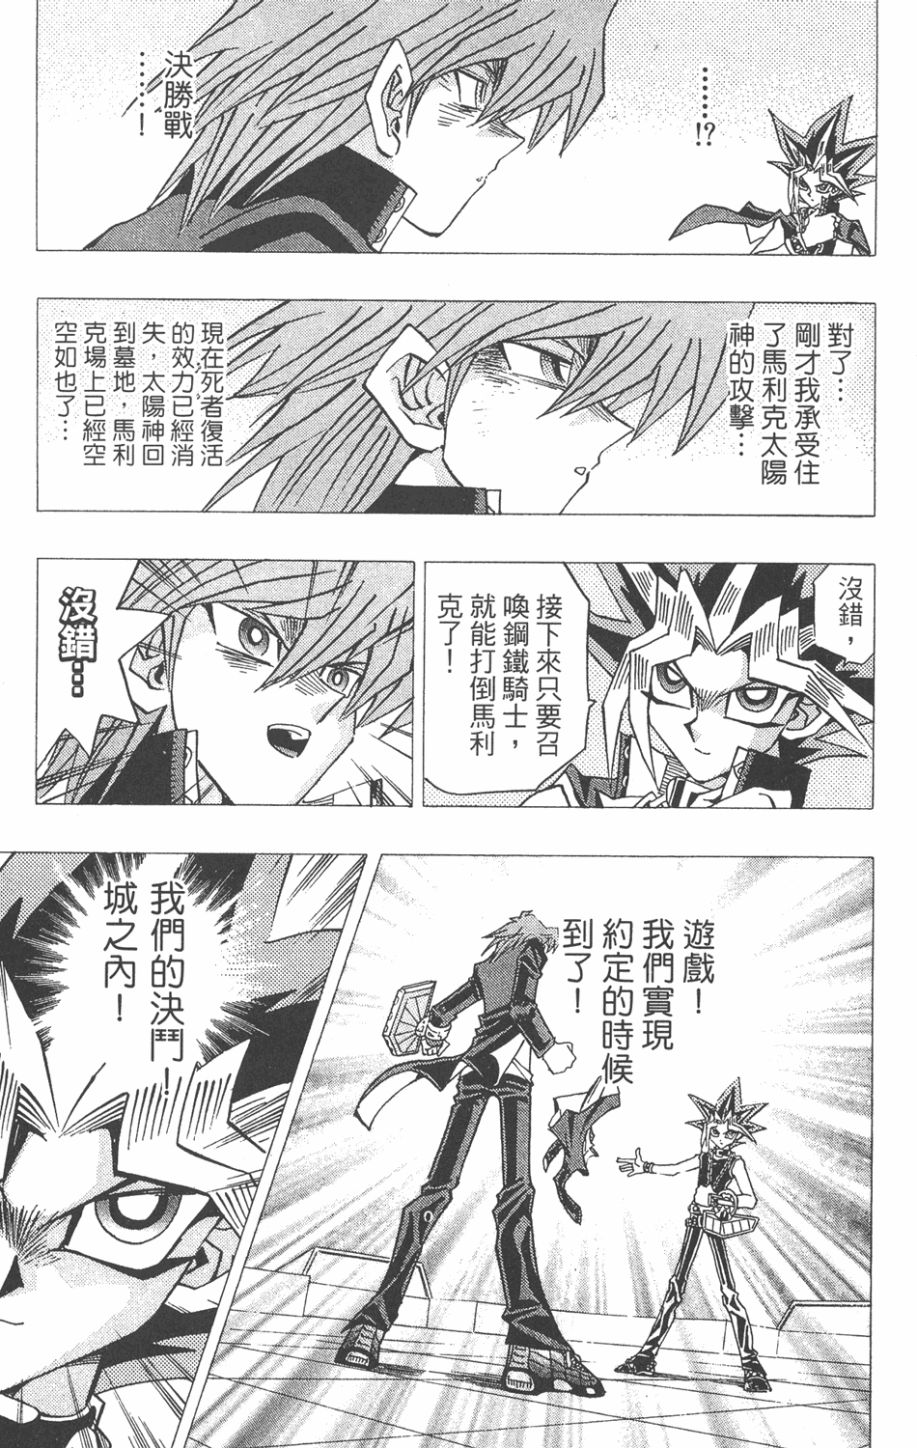 ……!?
決勝戰
……！
對了…
剛才我承受住
了馬利克太陽
神的攻擊…
現在死者復活
的效力已經消
失，太陽神回
到墓地，馬利
克場上已經空
空如也了…
沒錯，
接下來只要召
喚鋼鐵騎士，
就能打倒馬利
克了！
沒錯…
遊戲！
我們實現
約定的時候
到了！
我們的決鬥！
城之內！